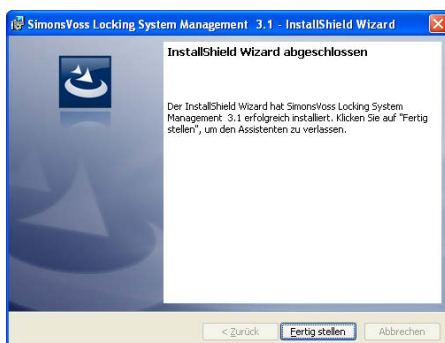 SimonsVoss Locking System Management 3.1 - InstallShield Wizard
InstallShield Wizard abgeschlossen
Der InstallShield Wizard hat SimonsVoss Locking System
Management 3.1 erfolgreich installiert. Klicken Sie auf "Fertig
stellen", um den Assistenten zu verlassen.
< Zurück
Fertig stellen
Abbrechen